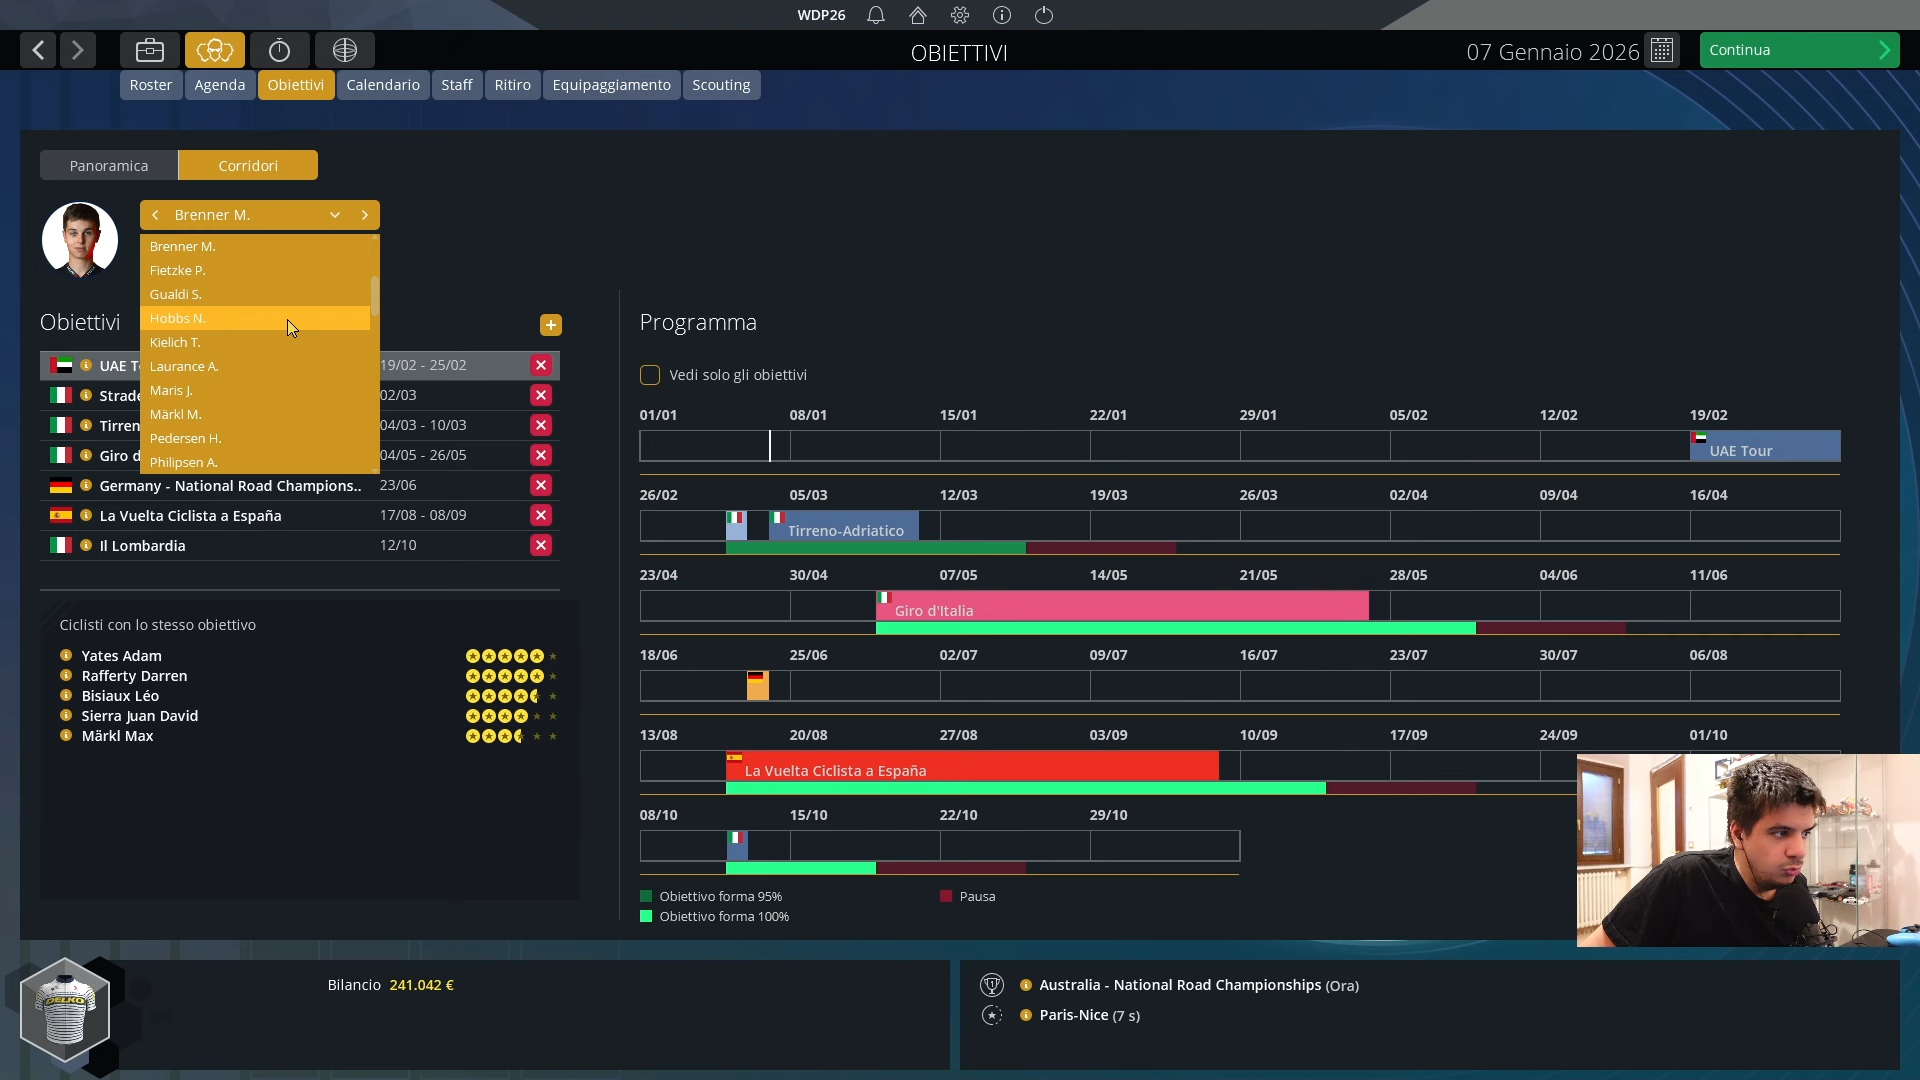 WDP26
OBIETTIVI
07 Gennaio 2026
Continua
Roster
Agenda
Obiettivi
Calendario
Staff
Ritiro
Equipaggiamento
Scouting
Panoramica
Corridori
Brenner M.
Brenner M.
Fietzke P.
Gualdi S.
Hobbs N.
Kielich T.
Laurance A.
Maris J.
Märkl M.
Pedersen H.
Philipsen A.
Obiettivi
UAE T
19/02 - 25/02
Strade
02/03
Tirren
04/03 - 10/03
Giro d
04/05 - 26/05
Germany - National Road Champions..
23/06
La Vuelta Ciclista a España
17/08 - 08/09
Il Lombardia
12/10
Ciclisti con lo stesso obiettivo
Yates Adam
Rafferty Darren
Bisiaux Léo
Sierra Juan David
Märkl Max
Programma
Vedi solo gli obiettivi
01/01 08/01 15/01 22/01 29/01 05/02 12/02 19/02
UAE Tour
26/02 05/03 12/03 19/03 26/03 02/04 09/04 16/04
Tirreno-Adriatico
23/04 30/04 07/05 14/05 21/05 28/05 04/06 11/06
Giro d'Italia
18/06 25/06 02/07 09/07 16/07 23/07 30/07 06/08
13/08 20/08 27/08 03/09 10/09 17/09 24/09 01/10
La Vuelta Ciclista a España
08/10 15/10 22/10 29/10
Obiettivo forma 95%
Pausa
Obiettivo forma 100%
DELKO
Bilancio 241.042 €
Australia - National Road Championships (Ora)
Paris-Nice (7 s)